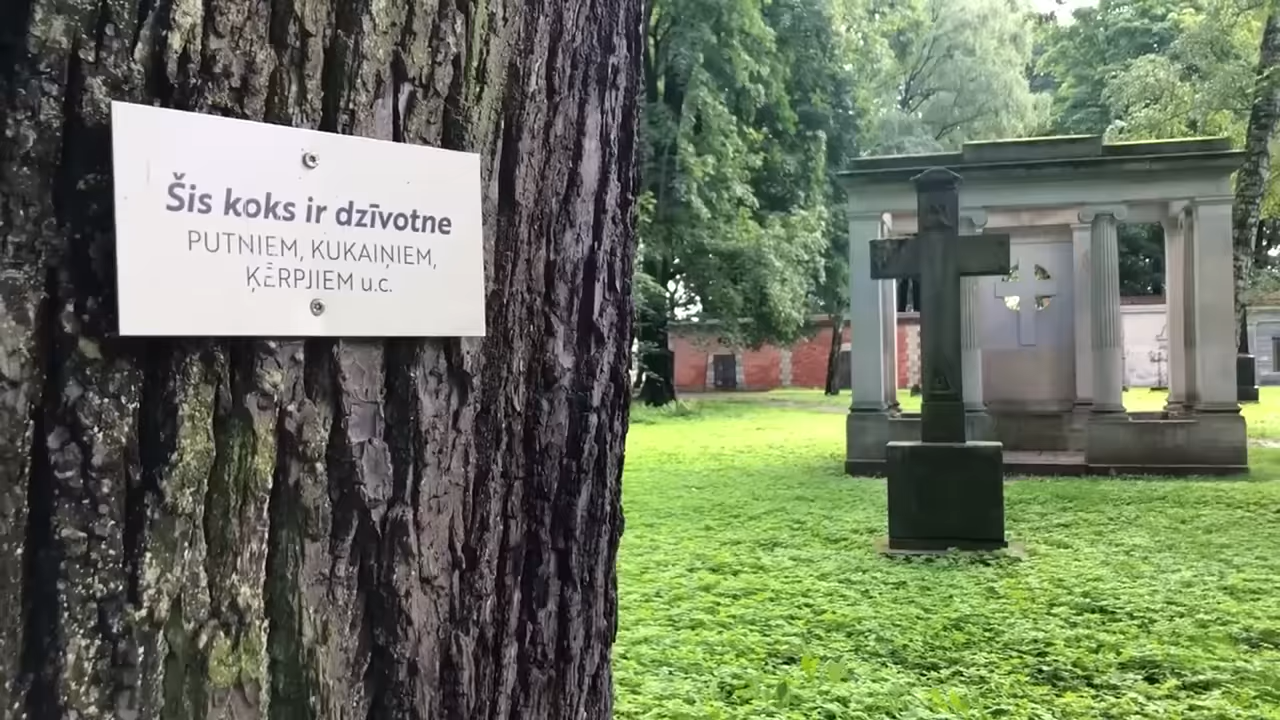 Šis koks ir dzīvotne
PUTNIEM, KUKAIŅIEM,
ĶĒRPJIEM u.c.